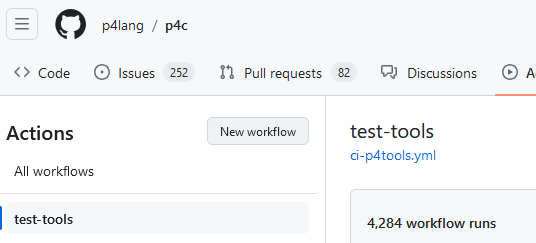 p4lang / p4c
Code Issues 252 Pull requests 82 Discussions
Actions New workflow
All workflows
test-tools
test-tools
ci-p4tools.yml
4,284 workflow runs